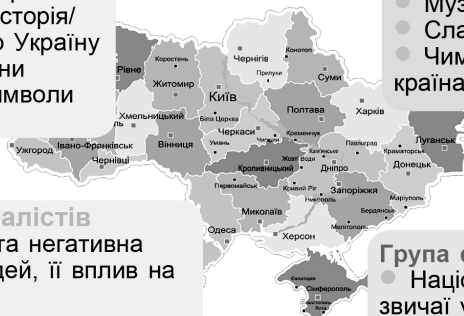 сторія/
Україну
ни
имволи
Муз
Сла
Чим
країна
Рівне
Коростень
Житомир
Чернігів
Прилуки
Конотоп
Суми
Київ
Біла Церква
Полтава
Харків
Хмельницький
Ужгород
Івано-Франківськ
Чернівці
Вінниця
Умань
Черкаси
Чигирин
Кременчук
Кам'янське
Павлоград
Краматорськ
Луганськ
Кропивницький
Жовті Води
Дніпро
Донецьк
Первомайськ
Кривий Ріг
Нікополь
Запоріжжя
Маріуполь
Бердянськ
Миколаїв
Мелітополь
Одеса
Херсон
Сімферополь
Ялта
алістів
та негативна
дей, її вплив на
Група
Націо
звичаї